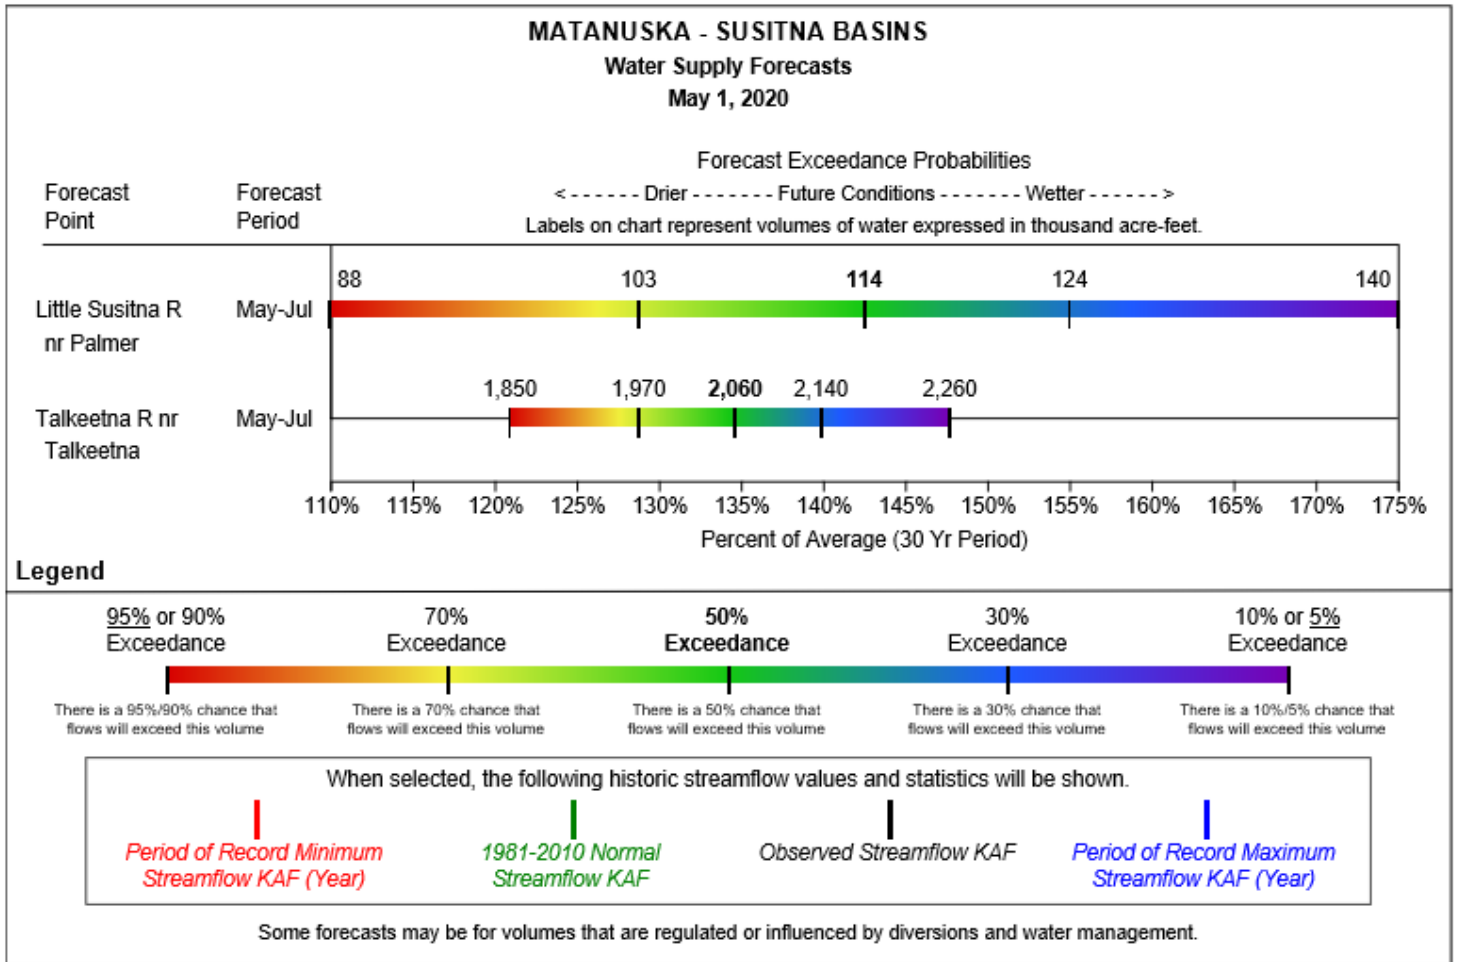 MATANUSKA - SUSITNA BASINS
Water Supply Forecasts
May 1, 2020
Forecast Exceedance Probabilities
Forecast Point
Forecast Period
<- - - - - - Drier - - - - - - - Future Conditions - - - - - - - Wetter - - - - - ->
Labels on chart represent volumes of water expressed in thousand acre-feet.
88 103 114 124 140
Little Susitna R May-Jul
nr Palmer
1,850 1,970 2,060 2,140 2,260
Talkeetna R nr May-Jul
Talkeetna
110% 115% 120% 125% 130% 135% 140% 145% 150% 155% 160% 165% 170% 175%
Percent of Average (30 Yr Period)
Legend
95% or 90% 70% 50% 30% 10% or 5%
Exceedance Exceedance Exceedance Exceedance Exceedance
There is a 95%/90% chance that There is a 70% chance that There is a 50% chance that There is a 30% chance that There is a 10%/5% chance that
flows will exceed this volume flows will exceed this volume flows will exceed this volume flows will exceed this volume flows will exceed this volume
When selected, the following historic streamflow values and statistics will be shown.
Period of Record Minimum 1981-2010 Normal Observed Streamflow KAF Period of Record Maximum
Streamflow KAF (Year) Streamflow KAF Streamflow KAF (Year)
Some forecasts may be for volumes that are regulated or influenced by diversions and water management.